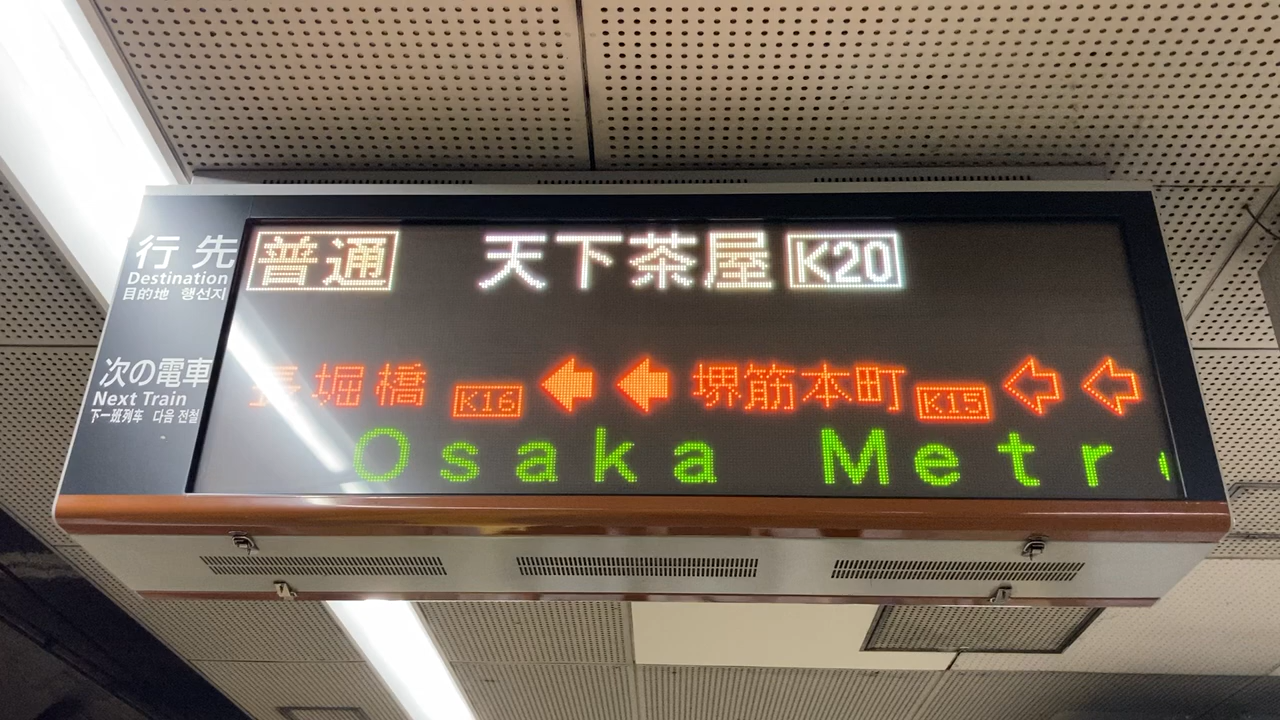 行先
Destination
目的地 행선지
普通 天下茶屋 K20
次の電車
Next Train
下一班列车 다음 전철
長堀橋 K16 ⬅ ⬅ 堺筋本町 K15 ⇦ ⇦
Osaka Metr